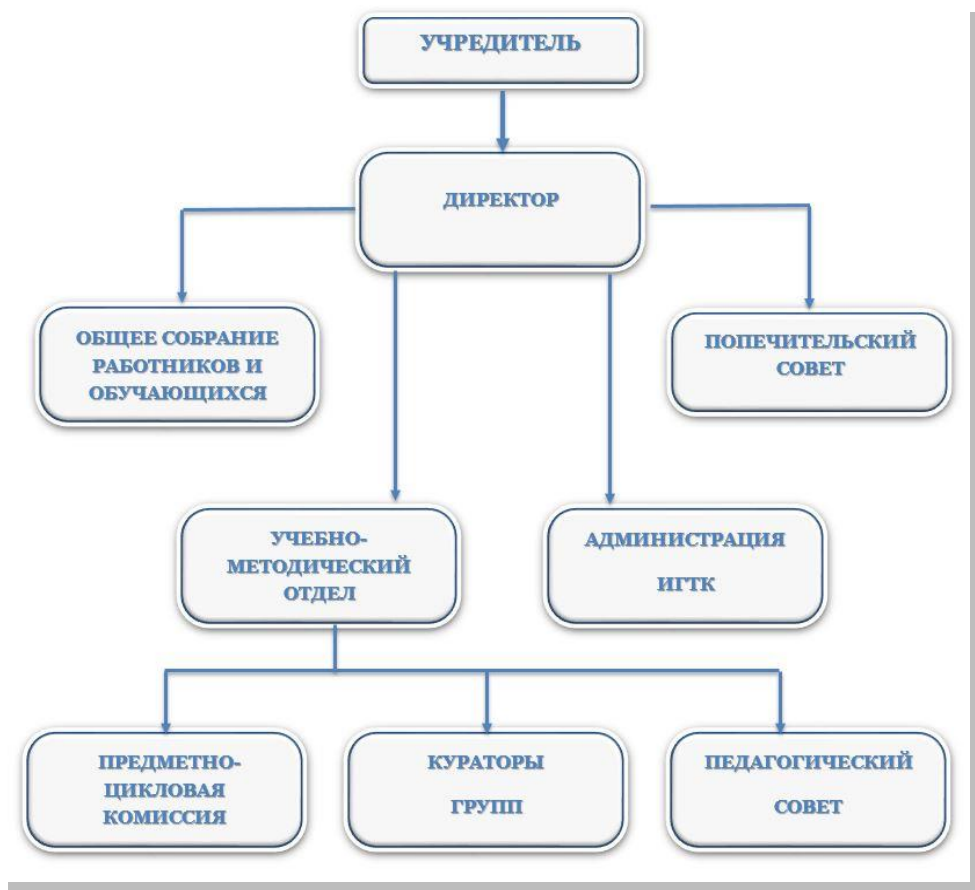 УЧРЕДИТЕЛЬ
ДИРЕКТОР
ОБЩЕЕ СОБРАНИЕ
РАБОТНИКОВ И
ОБУЧАЮЩИХСЯ
ПОПЕЧИТЕЛЬСКИЙ
СОВЕТ
УЧЕБНО-
МЕТОДИЧЕСКИЙ
ОТДЕЛ
АДМИНИСТРАЦИЯ
ИГТК
ПРЕДМЕТНО-
ЦИКЛОВАЯ
КОМИССИЯ
КУРАТОРЫ
ГРУПП
ПЕДАГОГИЧЕСКИЙ
СОВЕТ